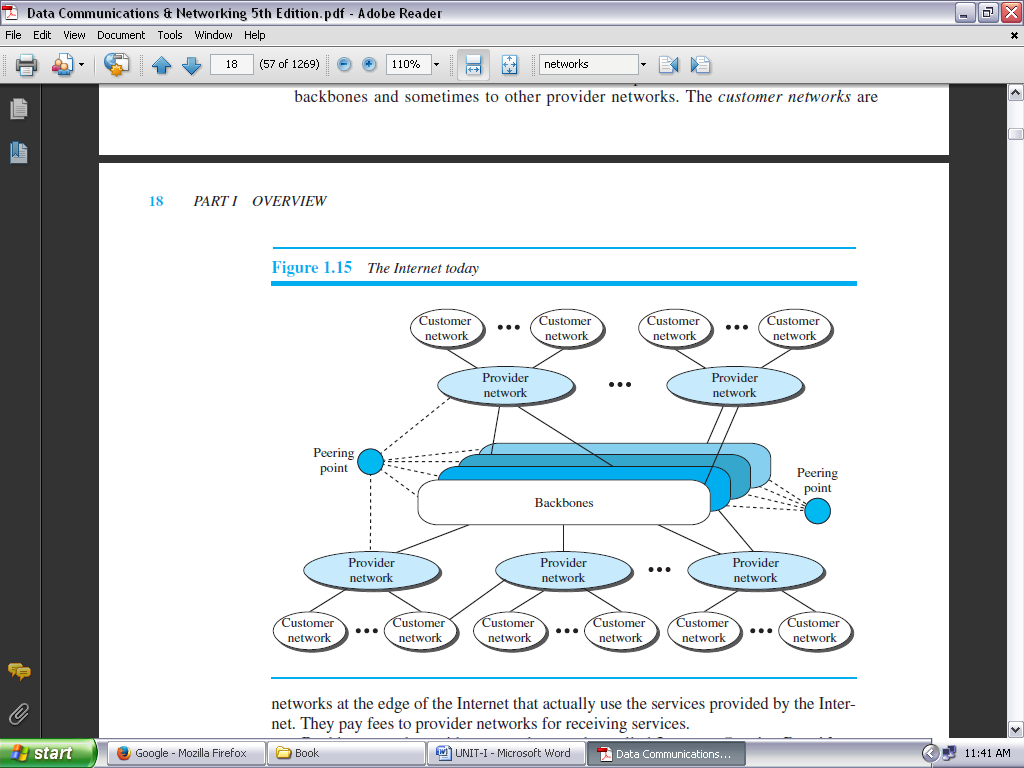 Data Communications & Networking 5th Edition.pdf - Adobe Reader
File Edit View Document Tools Window Help
18 (57 of 1269) 110% networks
backbones and sometimes to other provider networks. The customer networks are
18 PART I OVERVIEW
Figure 1.15 The Internet today
Customer network ••• Customer network Customer network ••• Customer network
Provider network ••• Provider network
Peering point
Backbones
Peering point
Provider network Provider network ••• Provider network
Customer network ••• Customer network Customer network ••• Customer network Customer network ••• Customer network
networks at the edge of the Internet that actually use the services provided by the Inter-
net. They pay fees to provider networks for receiving services.
start Google - Mozilla Firefox Book UNIT-I - Microsoft Word Data Communications... 11:41 AM